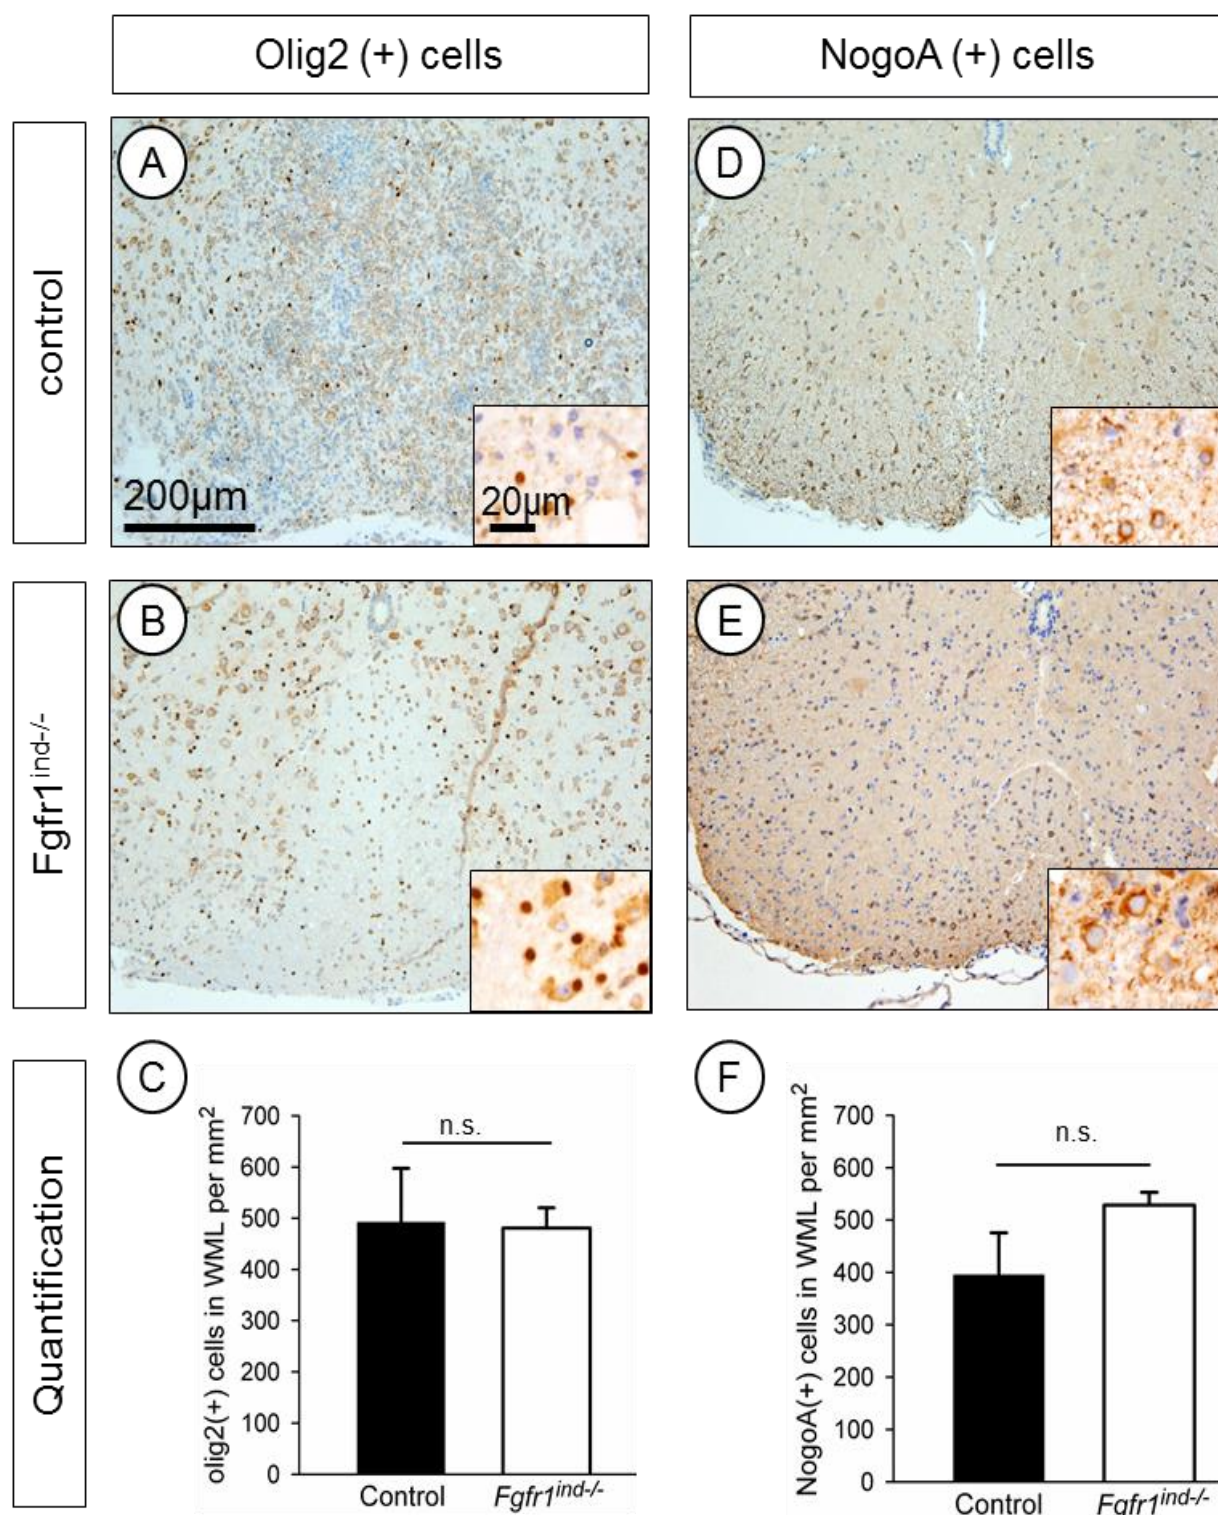 Olig2 (+) cells
NogoA (+) cells
control
A
200µm
20µm
D
Fgfr1ind-/-
B
E
Quantification
C
olig2(+) cells in WML per mm2
700
600
500
400
300
200
100
0
n.s.
Control
Fgfr1ind-/-
F
NogoA(+) cells in WML per mm2
700
600
500
400
300
200
100
0
n.s.
Control
Fgfr1ind-/-